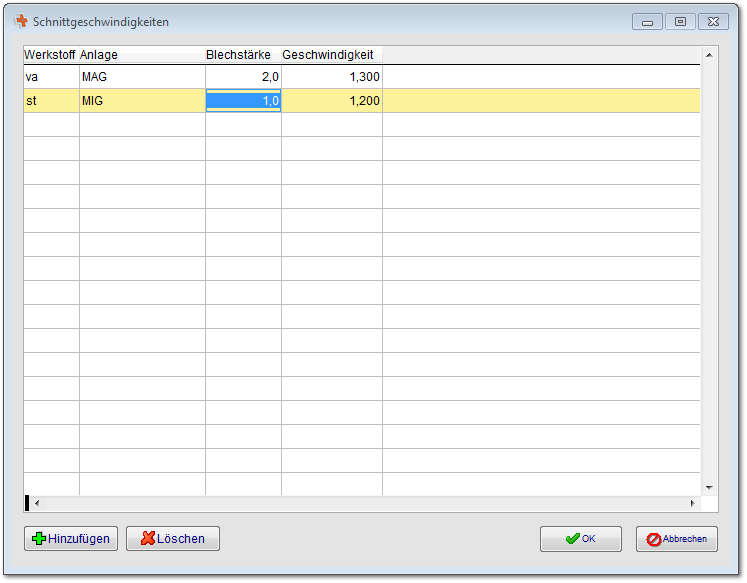 Schnittgeschwindigkeiten
Werkstoff Anlage Blechstärke Geschwindigkeit
va MAG 2,0 1,300
st MIG 1,0 1,200
Hinzufügen Löschen OK Abbrechen